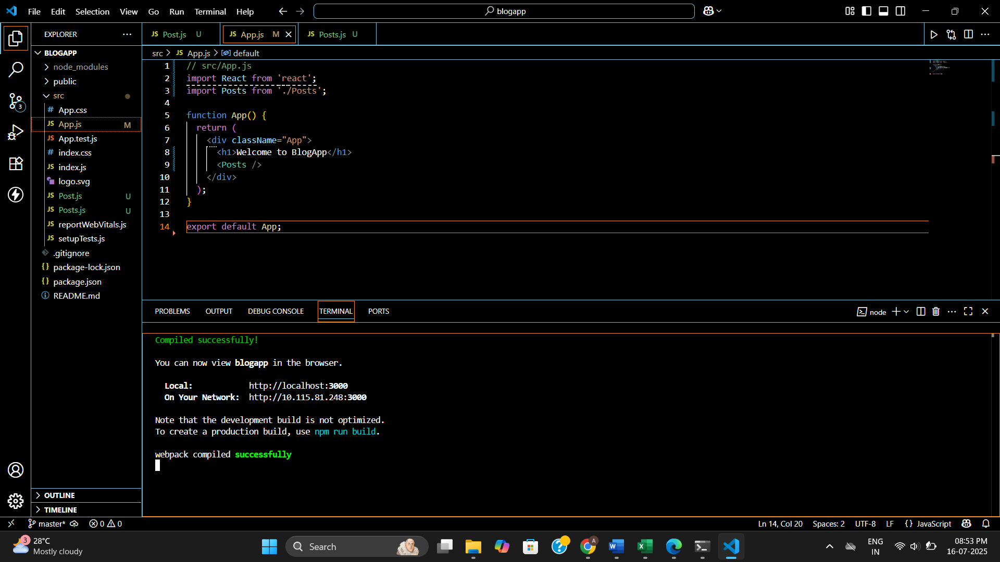 File Edit Selection View Go Run Terminal Help
blogapp
EXPLORER
Post.js U
App.js M
Posts.js U
src > JS App.js > default
BLOGAPP
node_modules
public
src
# App.css
JS App.js M
JS App.test.js
# index.css
JS index.js
logo.svg
JS Post.js U
JS Posts.js U
JS reportWebVitals.js
JS setupTests.js
.gitignore
{} package-lock.json
{} package.json
README.md
OUTLINE
TIMELINE
3
1 // src/App.js
2 import React from 'react';
3 import Posts from './Posts';
4
5 function App() {
6 return (
7 <div className="App">
8 <h1>Welcome to BlogApp</h1>
9 <Posts />
10 </div>
11 );
12 }
13
14 export default App;
PROBLEMS OUTPUT DEBUG CONSOLE TERMINAL PORTS
node
Compiled successfully!
You can now view blogapp in the browser.
Local: http://localhost:3000
On Your Network: http://10.115.81.248:3000
Note that the development build is not optimized.
To create a production build, use npm run build.
webpack compiled successfully
master* 0 0
Ln 14, Col 20 Spaces: 2 UTF-8 LF {} JavaScript
3
28°C
Mostly cloudy
Search
A
W
X
ENG
IN
08:53 PM
16-07-2025